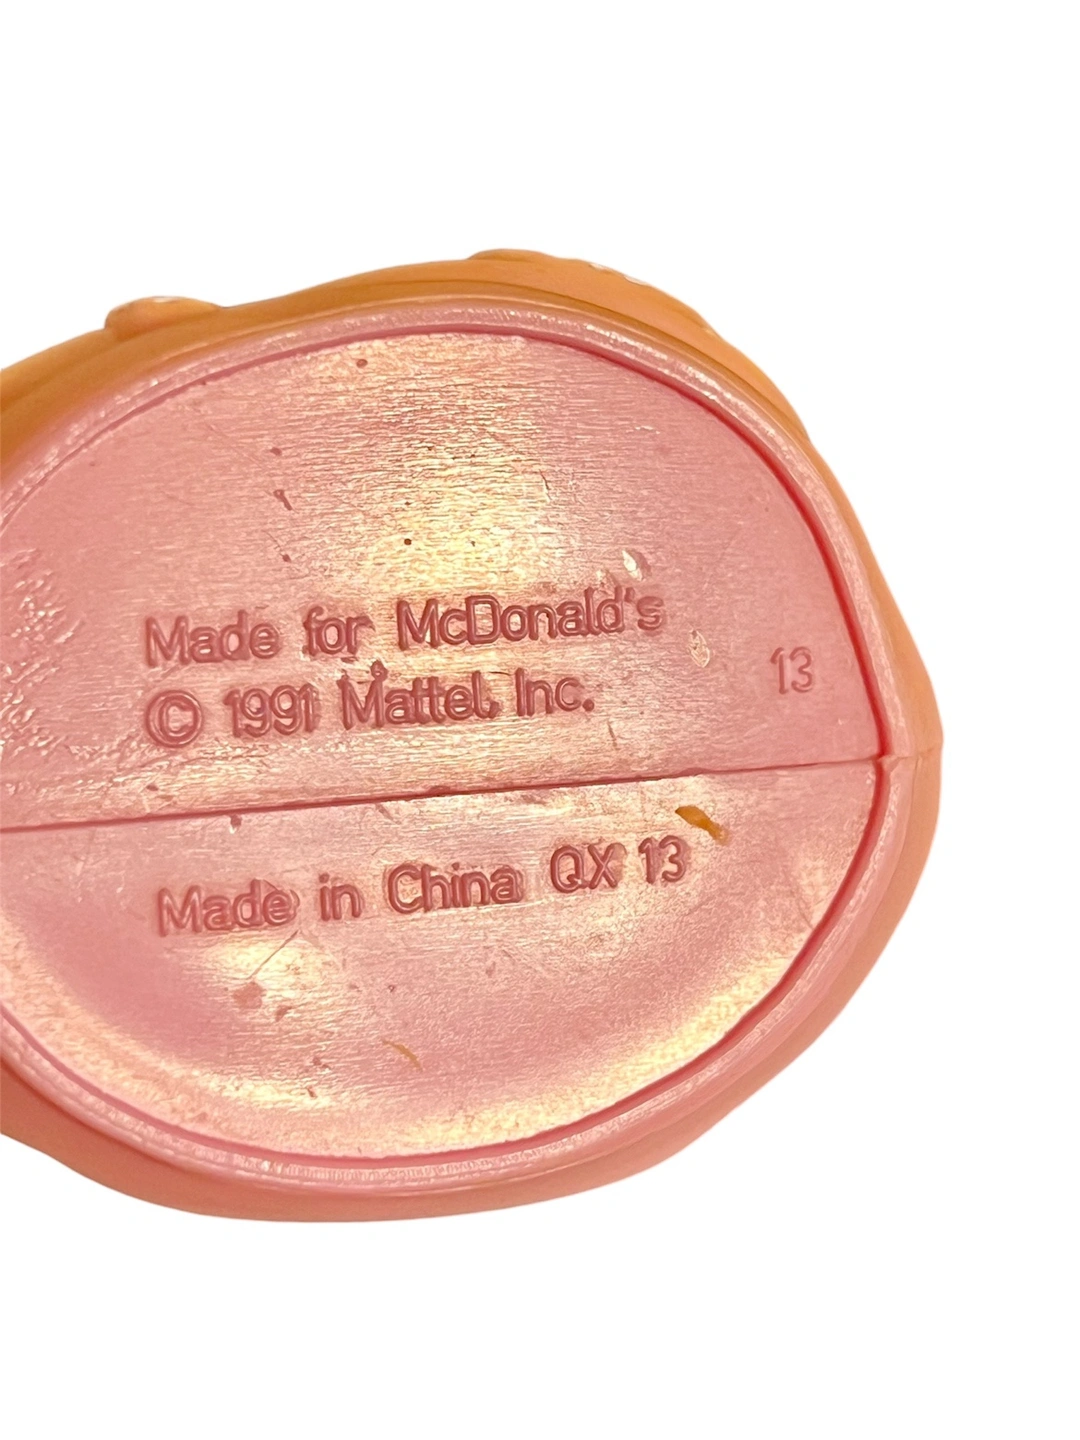 Made for McDonald's
© 1991 Mattel, Inc.
13
Made in China QX 13